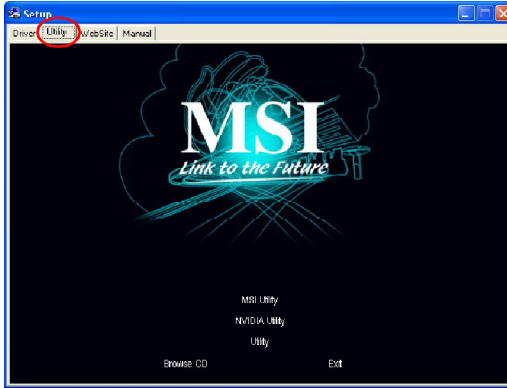 Setup
Driver Utility WebSite Manual
MSI
Link to the Future
MSI Utility
NVIDIA Utility
Utility
Browse CD Exit